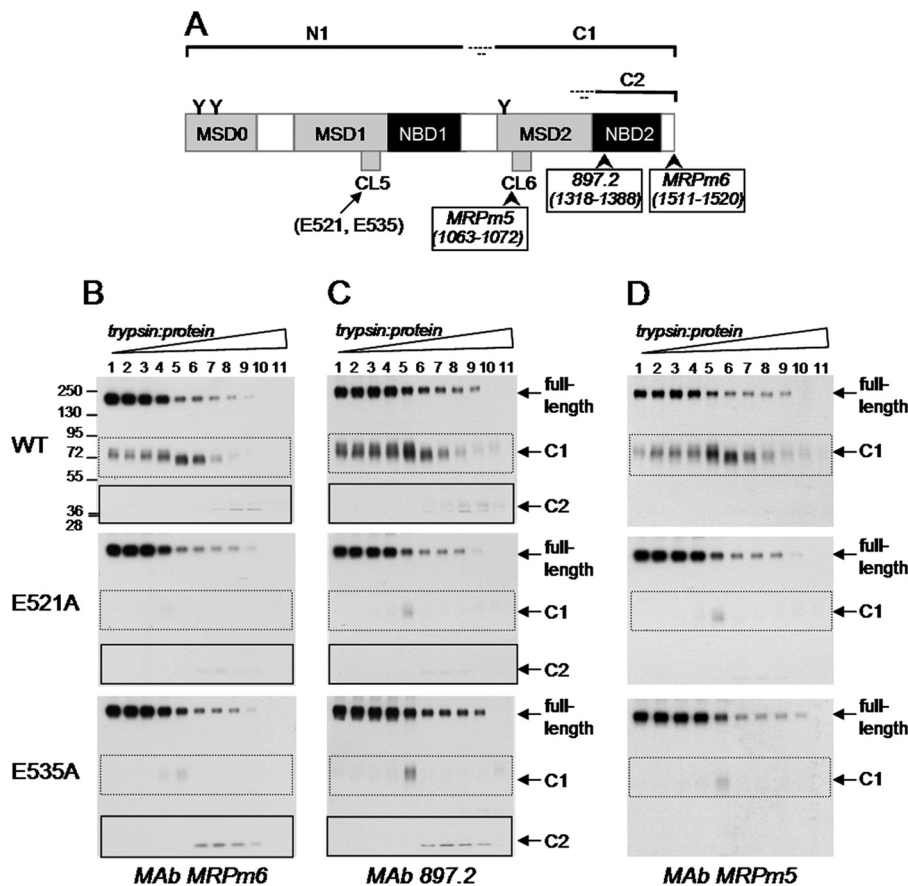 A
N1
C1
C2
Y Y
Y
MSD0
MSD1
NBD1
MSD2
NBD2
CL5
(E521, E535)
CL6
MRPm5
(1063-1072)
897.2
(1318-1388)
MRPm6
(1511-1520)
B
C
D
trypsin:protein
trypsin:protein
trypsin:protein
1 2 3 4 5 6 7 8 9 10 11
1 2 3 4 5 6 7 8 9 10 11
1 2 3 4 5 6 7 8 9 10 11
WT
250
130
95
72
55
36
28
full-
length
C1
C2
full-
length
C1
E521A
full-
length
C1
C2
full-
length
C1
E535A
full-
length
C1
C2
full-
length
C1
MAb MRPm6
MAb 897.2
MAb MRPm5